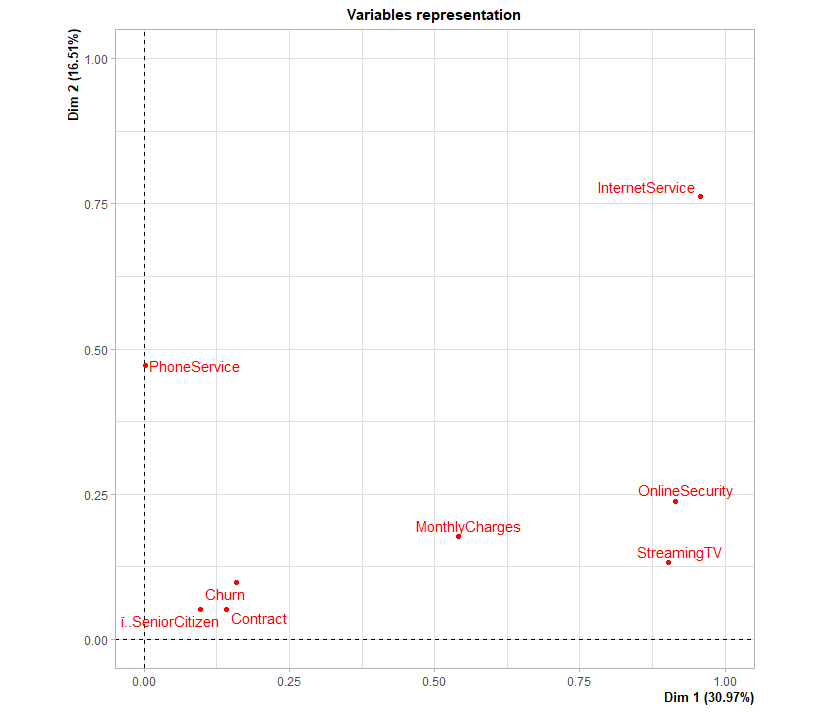 Variables representation
Dim 2 (16.51%)
1.00
InternetService
0.75
0.50
PhoneService
OnlineSecurity
0.25
MonthlyCharges
StreamingTV
Churn
ï..SeniorCitizen
Contract
0.00
0.00
0.25
0.50
0.75
1.00
Dim 1 (30.97%)